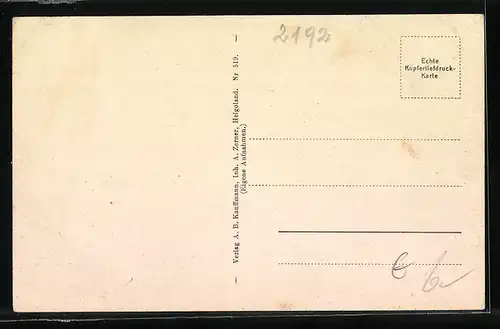 2192
Echte
Kupfertiefdruck-
Karte
— Verlag A. B. Kauffmann, Inh. A. Zerner, Helgoland. Nr 519. —
(Eigene Aufnahmen.)